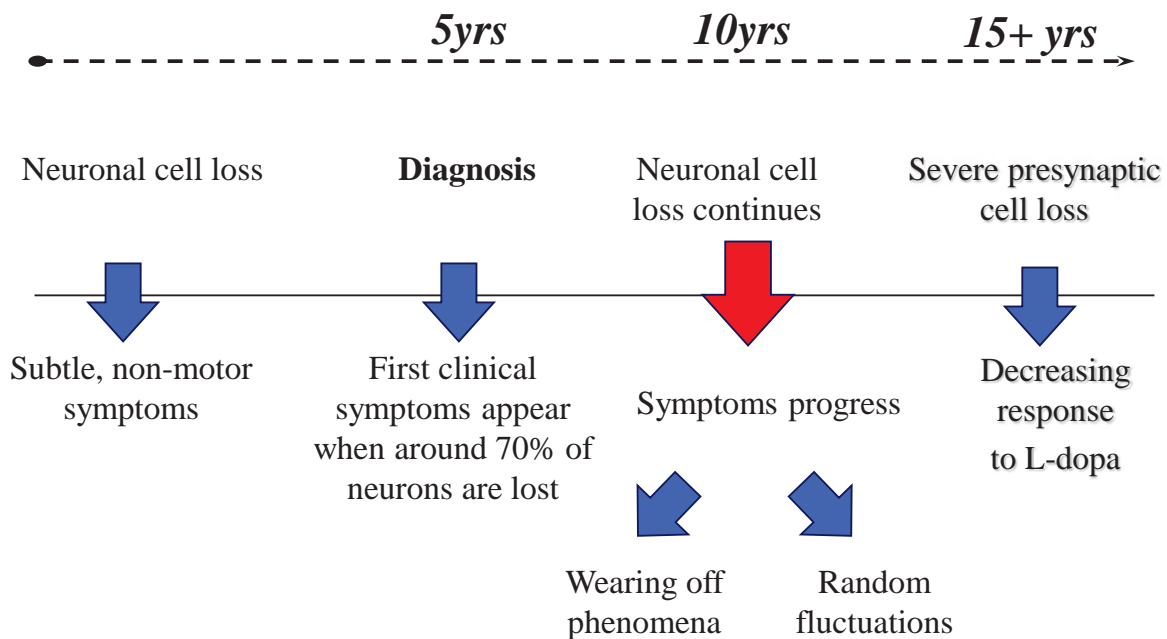 5yrs
10yrs
15+ yrs
Neuronal cell loss
Diagnosis
Neuronal cell
loss continues
Severe presynaptic
cell loss
Subtle, non-motor
symptoms
First clinical
symptoms appear
when around 70% of
neurons are lost
Symptoms progress
Decreasing
response
to L-dopa
Wearing off
phenomena
Random
fluctuations